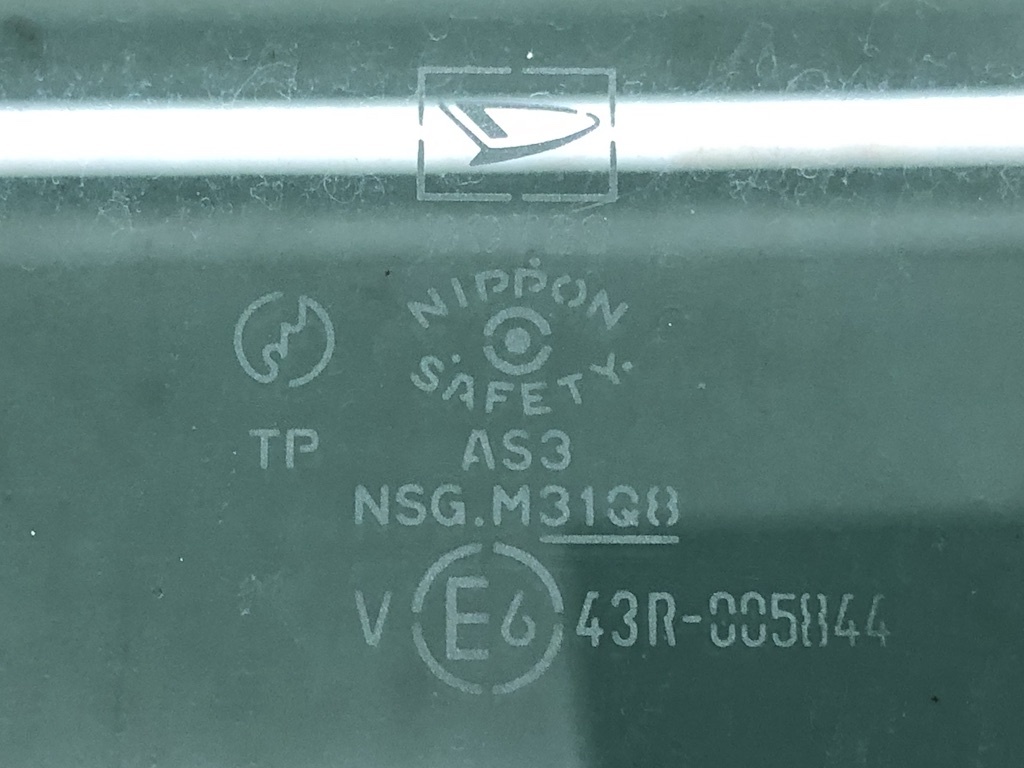 NIPPON
SAFETY
TP AS3
NSG.M31Q8
V E6 43R-005844